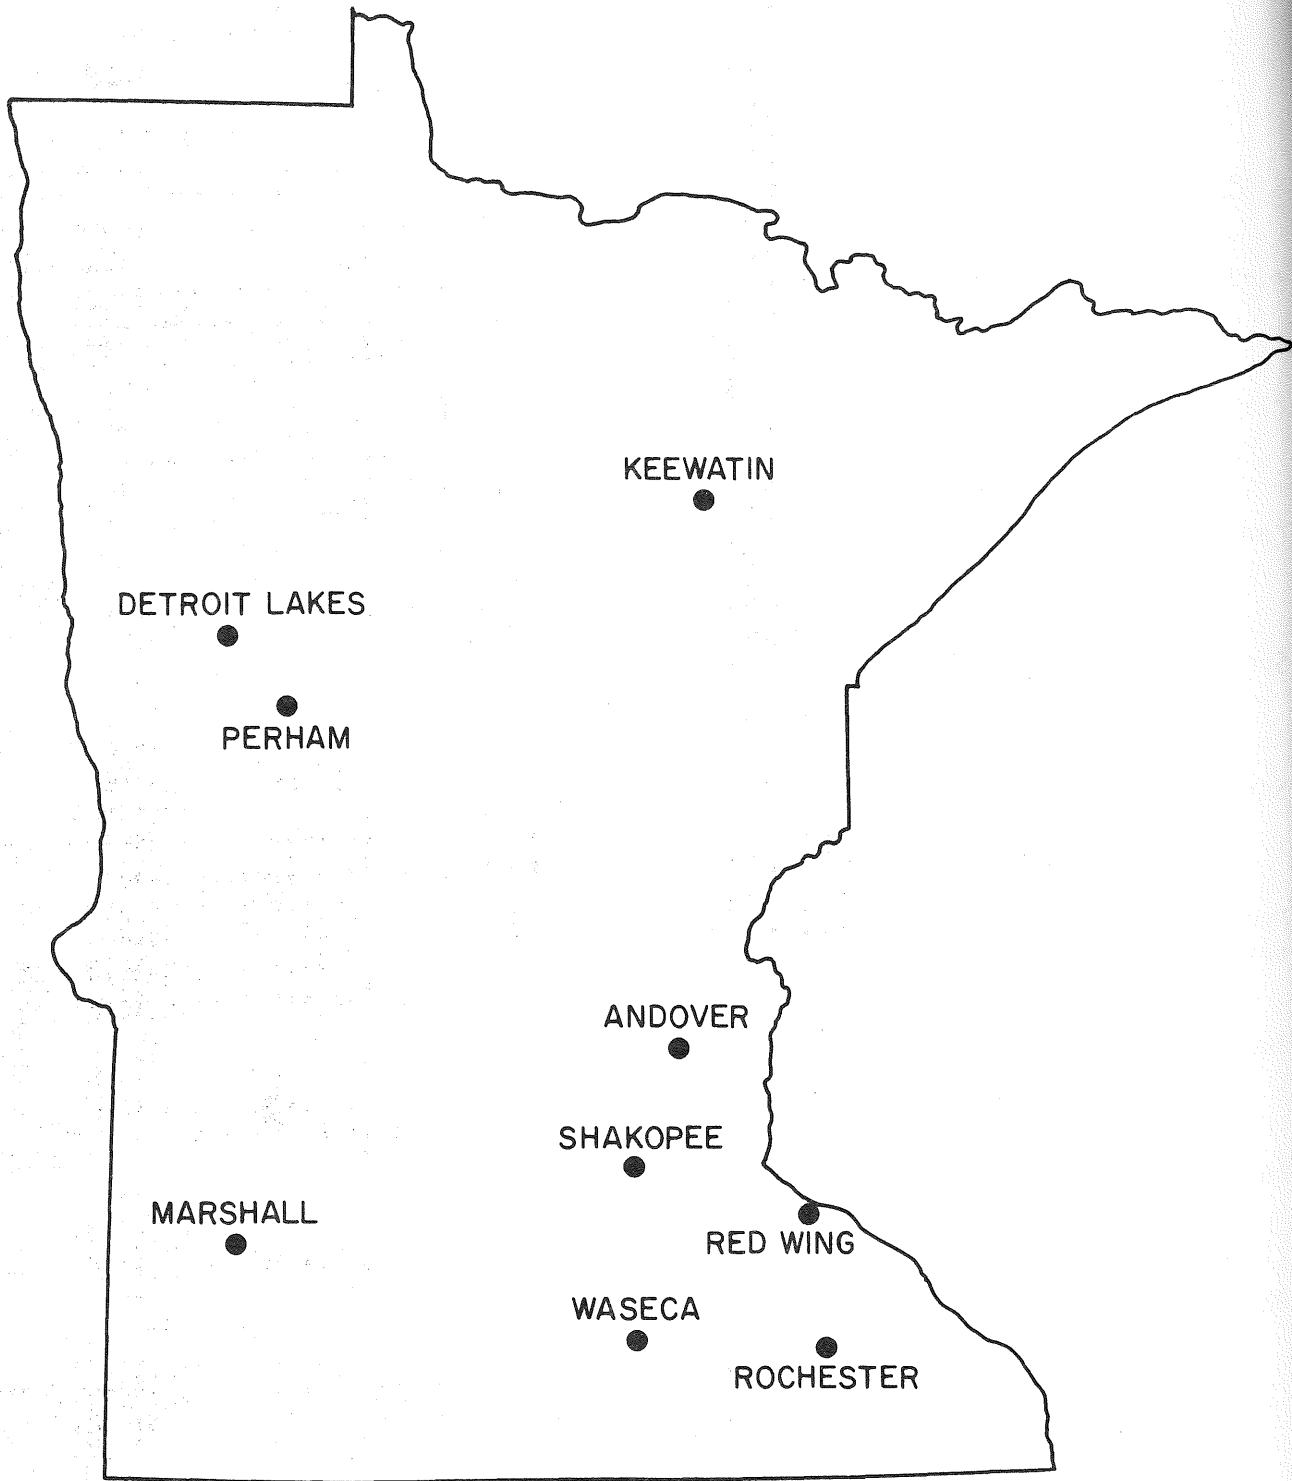 KEEWATIN
DETROIT LAKES
PERHAM
ANDOVER
SHAKOPEE
MARSHALL
RED WING
WASECA
ROCHESTER